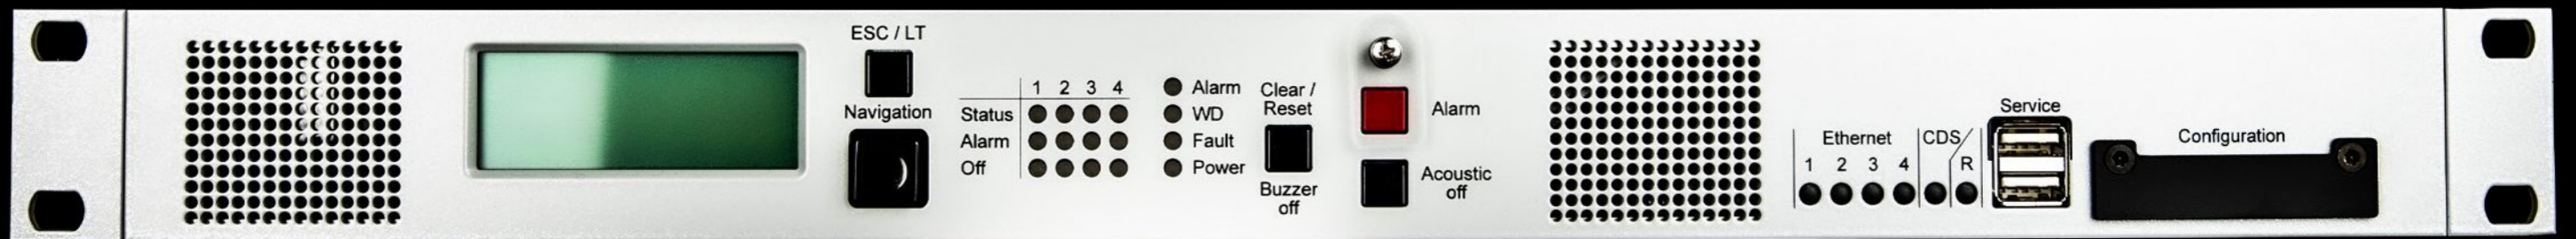 ESC / LT
Navigation
1 2 3 4
Status
Alarm
Off
Alarm
WD
Fault
Power
Clear /
Reset
Buzzer
off
Alarm
Acoustic
off
Ethernet
1 2 3 4
CDS/
R
Service
Configuration